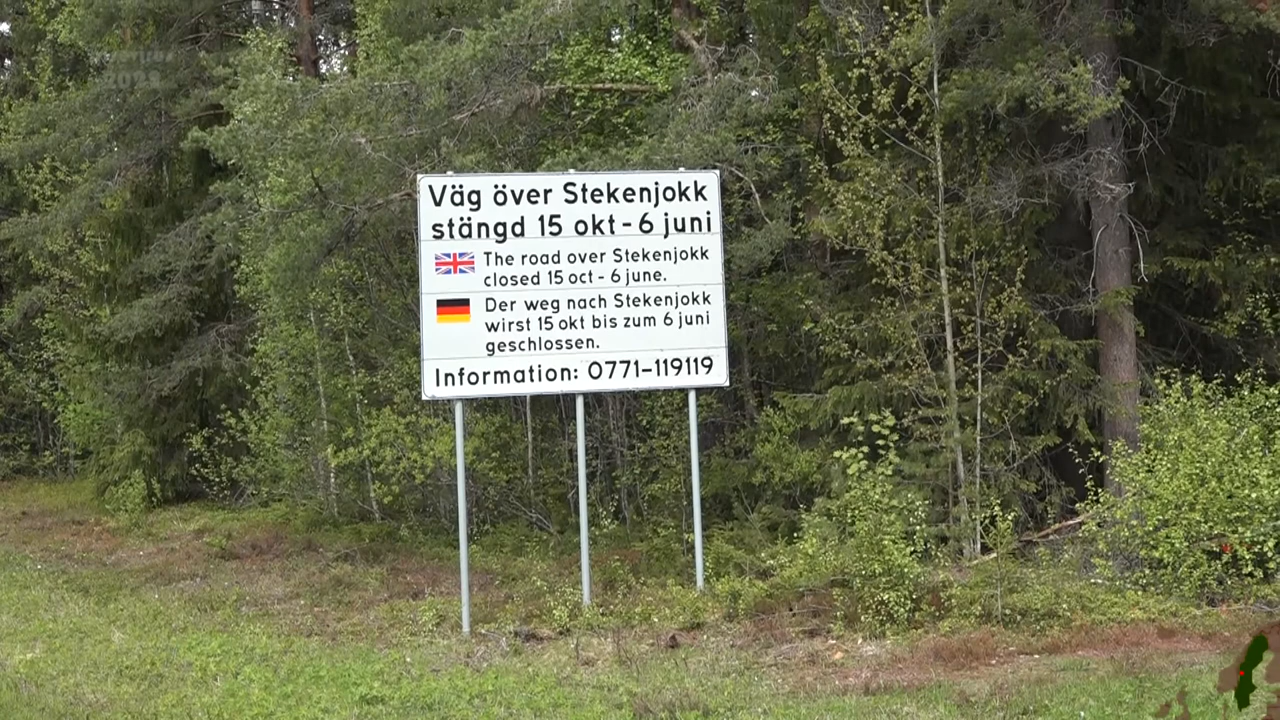 Väg över Stekenjokk
stängd 15 okt - 6 juni
The road over Stekenjokk
closed 15 oct - 6 june.
Der weg nach Stekenjokk
wirst 15 okt bis zum 6 juni
geschlossen.
Information: 0771-119119